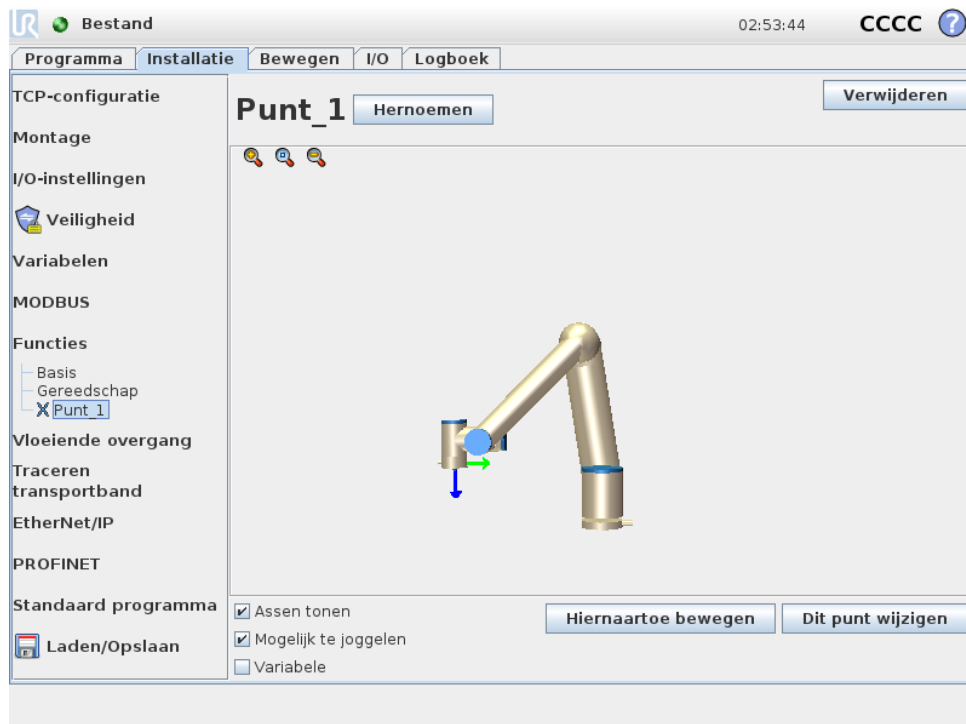 UR Bestand 02:53:44 CCCC ?
Programma Installatie Bewegen I/O Logboek
TCP-configuratie
Montage
I/O-instellingen
Veiligheid
Variabelen
MODBUS
Functies
Basis
Gereedschap
Punt_1
Vloeiende overgang
Traceren
transportband
EtherNet/IP
PROFINET
Standaard programma
Laden/Opslaan
Punt_1 Hernoemen Verwijderen
Assen tonen
Mogelijk te joggelen
Variabele
Hiernaartoe bewegen Dit punt wijzigen